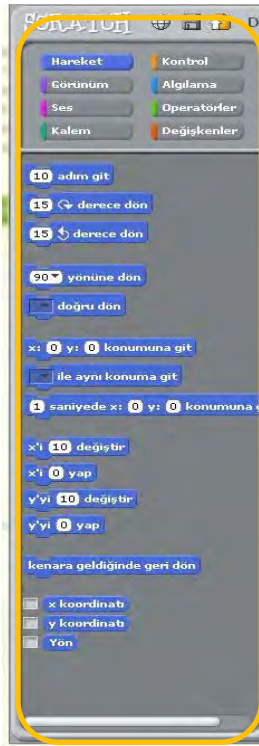 SCRATCH
Hareket Kontrol
Görünüm Algılama
Ses Operatörler
Kalem Değişkenler
10 adım git
15 derece dön
15 derece dön
90 yönüne dön
doğru dön
x: 0 y: 0 konumuna git
ile aynı konuma git
1 saniyede x: 0 y: 0 konumuna
x'i 10 değiştir
x'i 0 yap
y'yi 10 değiştir
y'yi 0 yap
kenara geldiğinde geri dön
x koordinatı
y koordinatı
Yön